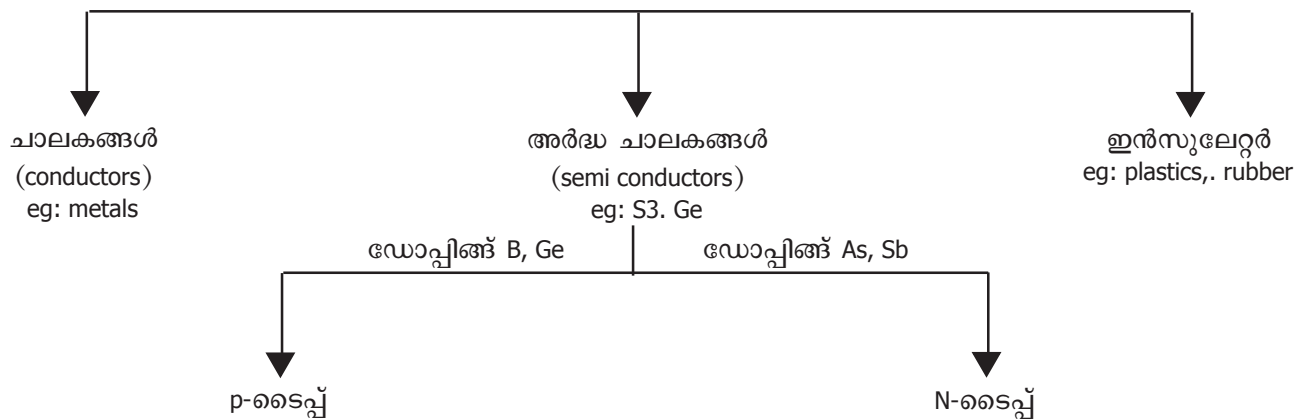 ചാലകങ്ങൾ
(conductors)
eg: metals
അർദ്ധ ചാലകങ്ങൾ
(semi conductors)
eg: S3. Ge
ഇൻസുലേറ്റർ
eg: plastics,. rubber
ഡോപ്പിങ്ങ് B, Ge
ഡോപ്പിങ്ങ് As, Sb
p-ടൈപ്പ്
N-ടൈപ്പ്